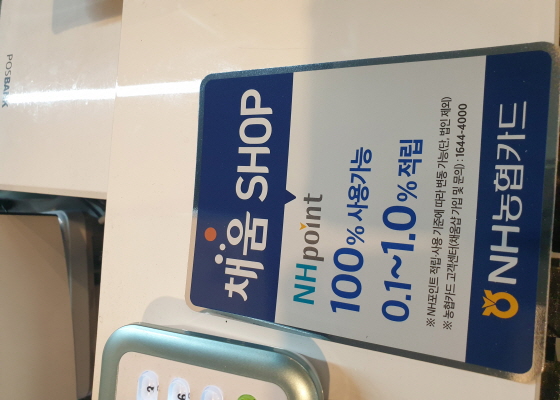 POSBANK
채움 SHOP
NHpoint
100% 사용가능
0.1~1.0% 적립
※ NH포인트 적립·사용 기준에 따라 변동 가능(단, 법인 제외)
※ 농협카드 고객센터(채움샵 가입 및 문의) : 1644-4000
NH농협카드
2
6